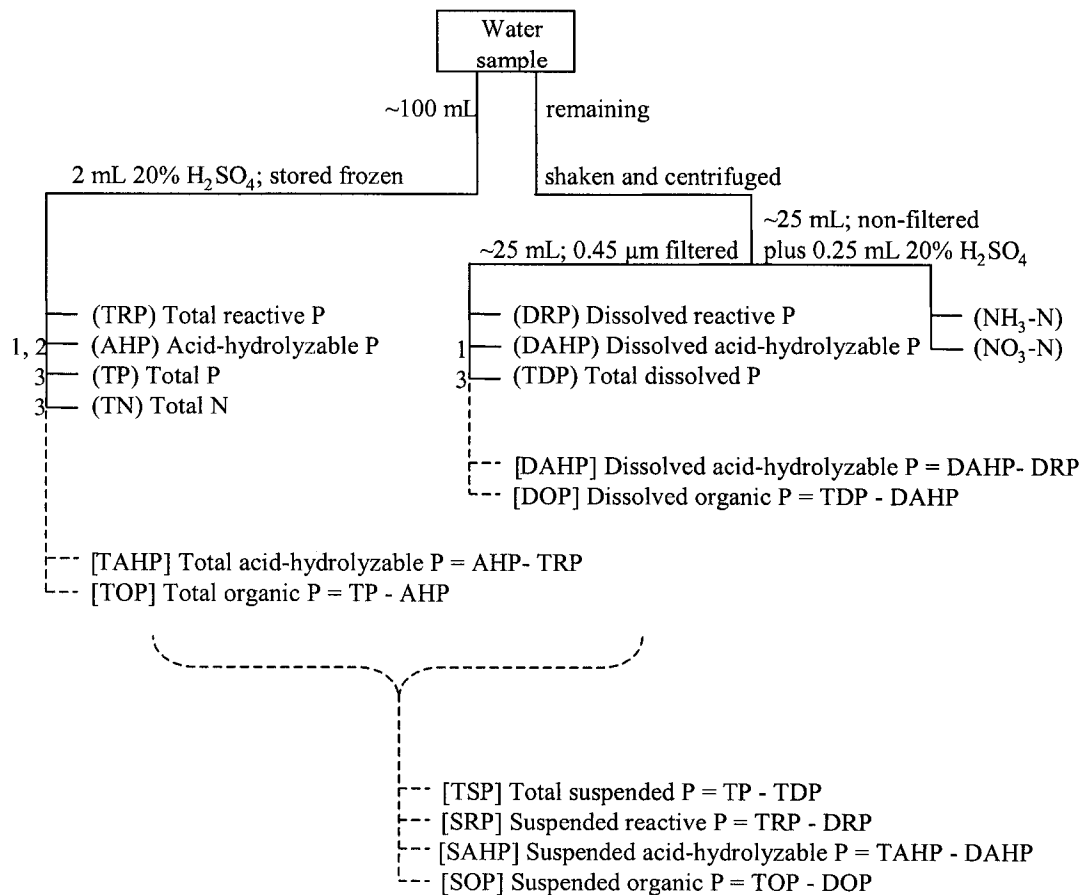 Water
sample
~100 mL
remaining
2 mL 20% H₂SO₄; stored frozen
shaken and centrifuged
~25 mL; non-filtered
plus 0.25 mL 20% H₂SO₄
~25 mL; 0.45 µm filtered
(TRP) Total reactive P
1, 2 (AHP) Acid-hydrolyzable P
3 (TP) Total P
3 (TN) Total N
(DRP) Dissolved reactive P
1 (DAHP) Dissolved acid-hydrolyzable P
3 (TDP) Total dissolved P
(NH₃-N)
(NO₃-N)
[DAHP] Dissolved acid-hydrolyzable P = DAHP- DRP
[DOP] Dissolved organic P = TDP - DAHP
[TAHP] Total acid-hydrolyzable P = AHP- TRP
[TOP] Total organic P = TP - AHP
[TSP] Total suspended P = TP - TDP
[SRP] Suspended reactive P = TRP - DRP
[SAHP] Suspended acid-hydrolyzable P = TAHP - DAHP
[SOP] Suspended organic P = TOP - DOP